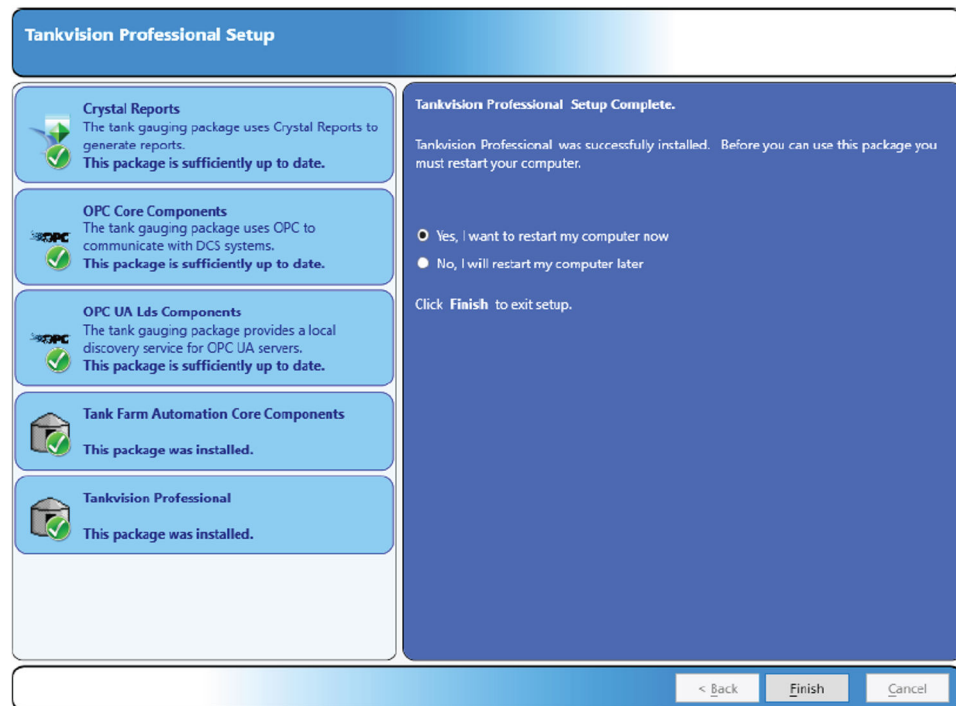 Tankvision Professional Setup
Crystal Reports
The tank gauging package uses Crystal Reports to
generate reports.
This package is sufficiently up to date.
OPC
OPC Core Components
The tank gauging package uses OPC to
communicate with DCS systems.
This package is sufficiently up to date.
OPC
OPC UA Lds Components
The tank gauging package provides a local
discovery service for OPC UA servers.
This package is sufficiently up to date.
Tank Farm Automation Core Components
This package was installed.
Tankvision Professional
This package was installed.
Tankvision Professional Setup Complete.
Tankvision Professional was successfully installed. Before you can use this package you
must restart your computer.
Yes, I want to restart my computer now
No, I will restart my computer later
Click Finish to exit setup.
< Back
Finish
Cancel